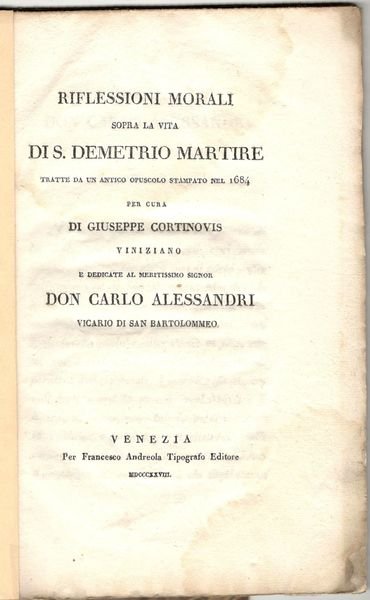 RIFLESSIONI MORALI
SOPRA LA VITA
DI S. DEMETRIO MARTIRE
TRATTE DA UN ANTICO OPUSCOLO STAMPATO NEL 1684
PER CURA
DI GIUSEPPE CORTINOVIS
VINIZIANO
E DEDICATE AL MERITISSIMO SIGNOR
DON CARLO ALESSANDRI
VICARIO DI SAN BARTOLOMMEO.
VENEZIA
Per Francesco Andreola Tipografo Editore
MDCCCXXVIII.